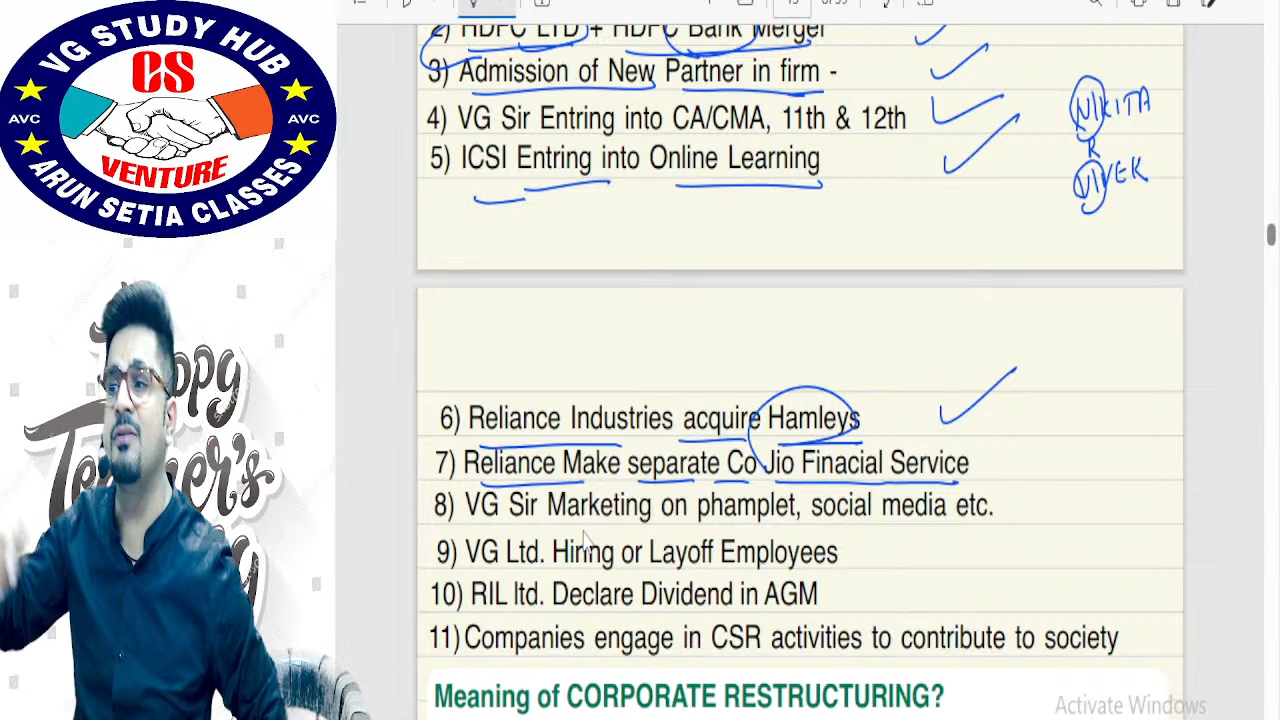 VG STUDY HUB
CS
AVC
AVC
VENTURE
ARUN SETIA CLASSES
Happy
Teacher's
2) HDFC LTD + HDFC Bank Merger
3) Admission of New Partner in firm -
4) VG Sir Entring into CA/CMA, 11th & 12th
5) ICSI Entring into Online Learning
NIKITA
R
VIVEK
6) Reliance Industries acquire Hamleys
7) Reliance Make separate Co Jio Finacial Service
8) VG Sir Marketing on phamplet, social media etc.
9) VG Ltd. Hiring or Layoff Employees
10) RIL ltd. Declare Dividend in AGM
11) Companies engage in CSR activities to contribute to society
Meaning of CORPORATE RESTRUCTURING?
Activate Windows